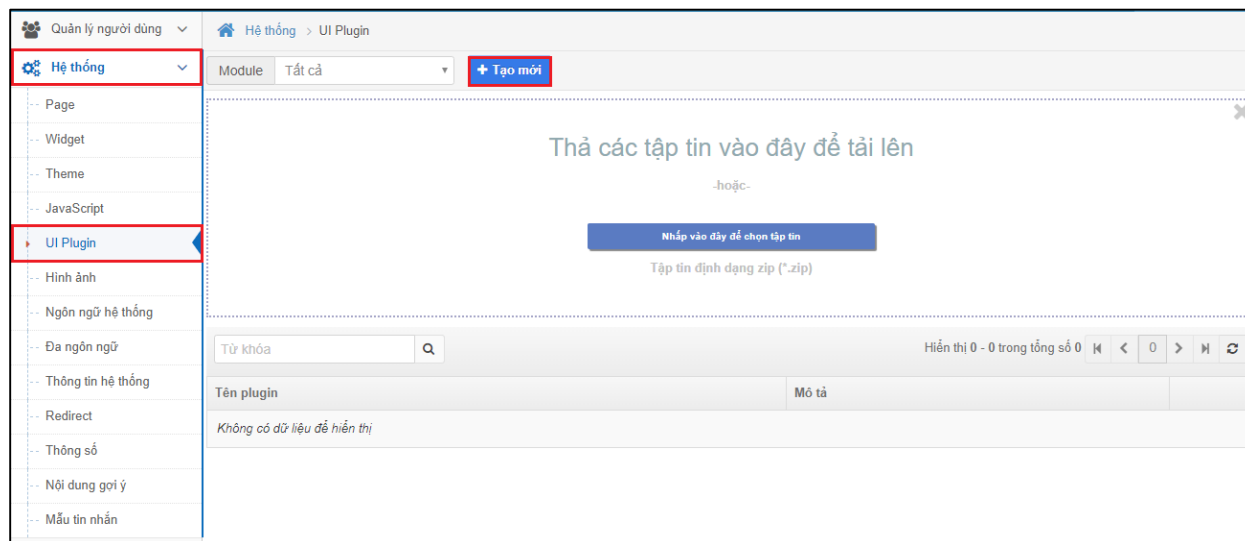 Quản lý người dùng
Hệ thống
Page
Widget
Theme
JavaScript
UI Plugin
Hình ảnh
Ngôn ngữ hệ thống
Đa ngôn ngữ
Thông tin hệ thống
Redirect
Thông số
Nội dung gợi ý
Mẫu tin nhắn
Hệ thống > UI Plugin
Module Tất cả + Tạo mới
Thả các tập tin vào đây để tải lên
-hoặc-
Nhấp vào đây để chọn tập tin
Tập tin định dạng zip (*.zip)
Từ khóa Hiển thị 0 - 0 trong tổng số 0 0
Tên plugin Mô tả
Không có dữ liệu để hiển thị